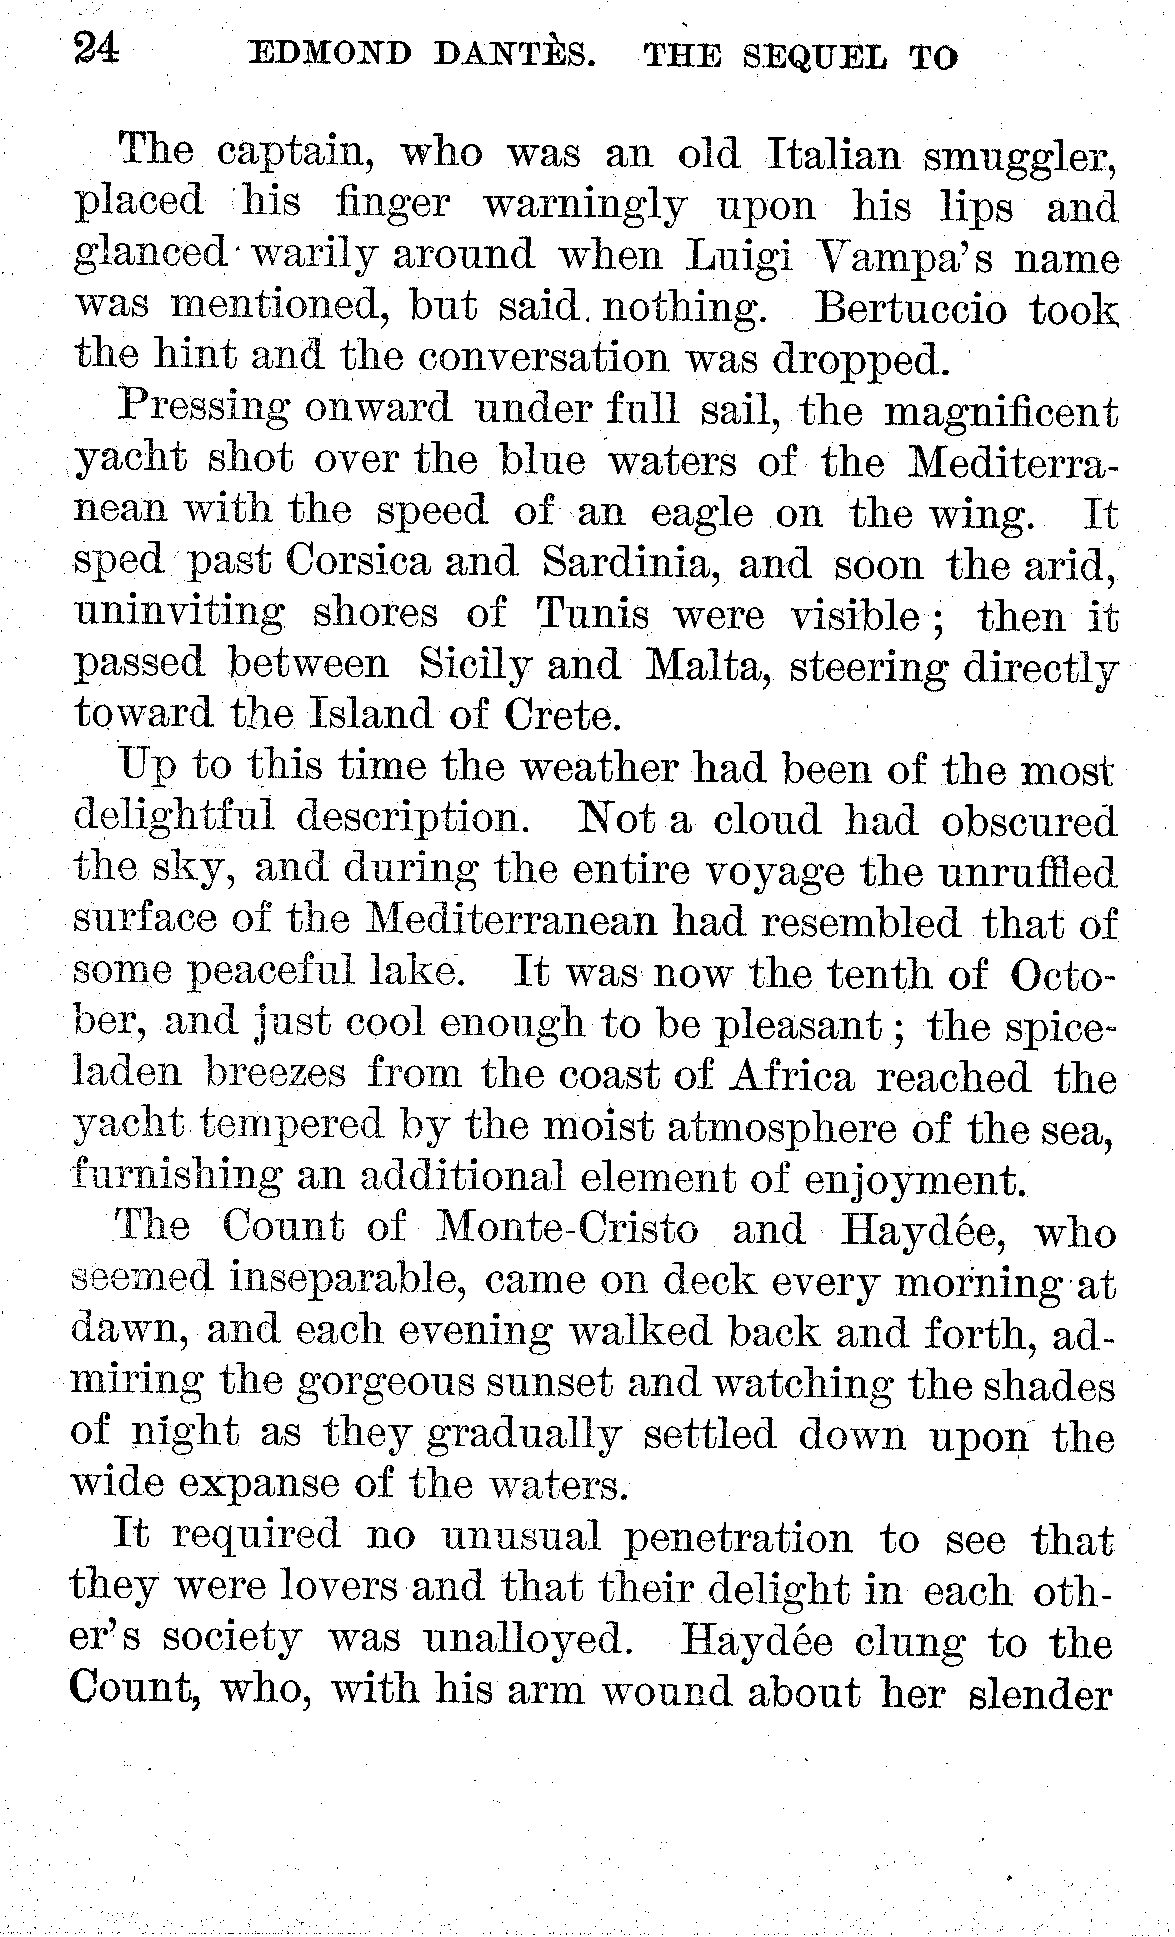 24 EDMOND DANTÈS. THE SEQUEL TO
The captain, who was an old Italian smuggler,
placed his finger warningly upon his lips and
glanced warily around when Luigi Vampa's name
was mentioned, but said nothing. Bertuccio took
the hint and the conversation was dropped.
Pressing onward under full sail, the magnificent
yacht shot over the blue waters of the Mediterra-
nean with the speed of an eagle on the wing. It
sped past Corsica and Sardinia, and soon the arid,
uninviting shores of Tunis were visible; then it
passed between Sicily and Malta, steering directly
toward the Island of Crete.
Up to this time the weather had been of the most
delightful description. Not a cloud had obscured
the sky, and during the entire voyage the unruffled
surface of the Mediterranean had resembled that of
some peaceful lake. It was now the tenth of Octo-
ber, and just cool enough to be pleasant; the spice-
laden breezes from the coast of Africa reached the
yacht tempered by the moist atmosphere of the sea,
furnishing an additional element of enjoyment.
The Count of Monte-Cristo and Haydée, who
seemed inseparable, came on deck every morning at
dawn, and each evening walked back and forth, ad-
miring the gorgeous sunset and watching the shades
of night as they gradually settled down upon the
wide expanse of the waters.
It required no unusual penetration to see that
they were lovers and that their delight in each oth-
er's society was unalloyed. Haydée clung to the
Count, who, with his arm wound about her slender